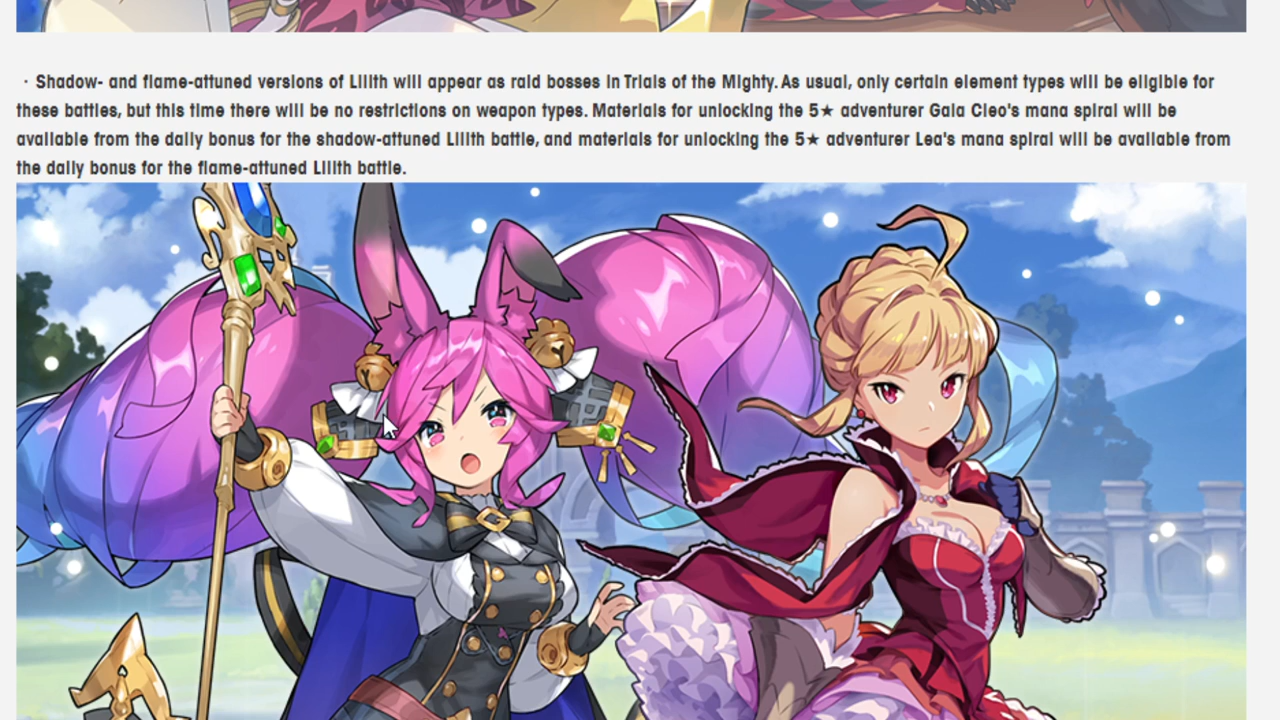 · Shadow- and flame-attuned versions of Lilith will appear as raid bosses in Trials of the Mighty. As usual, only certain element types will be eligible for
these battles, but this time there will be no restrictions on weapon types. Materials for unlocking the 5★ adventurer Gala Cleo's mana spiral will be
available from the daily bonus for the shadow-attuned Lilith battle, and materials for unlocking the 5★ adventurer Lea's mana spiral will be available from
the daily bonus for the flame-attuned Lilith battle.